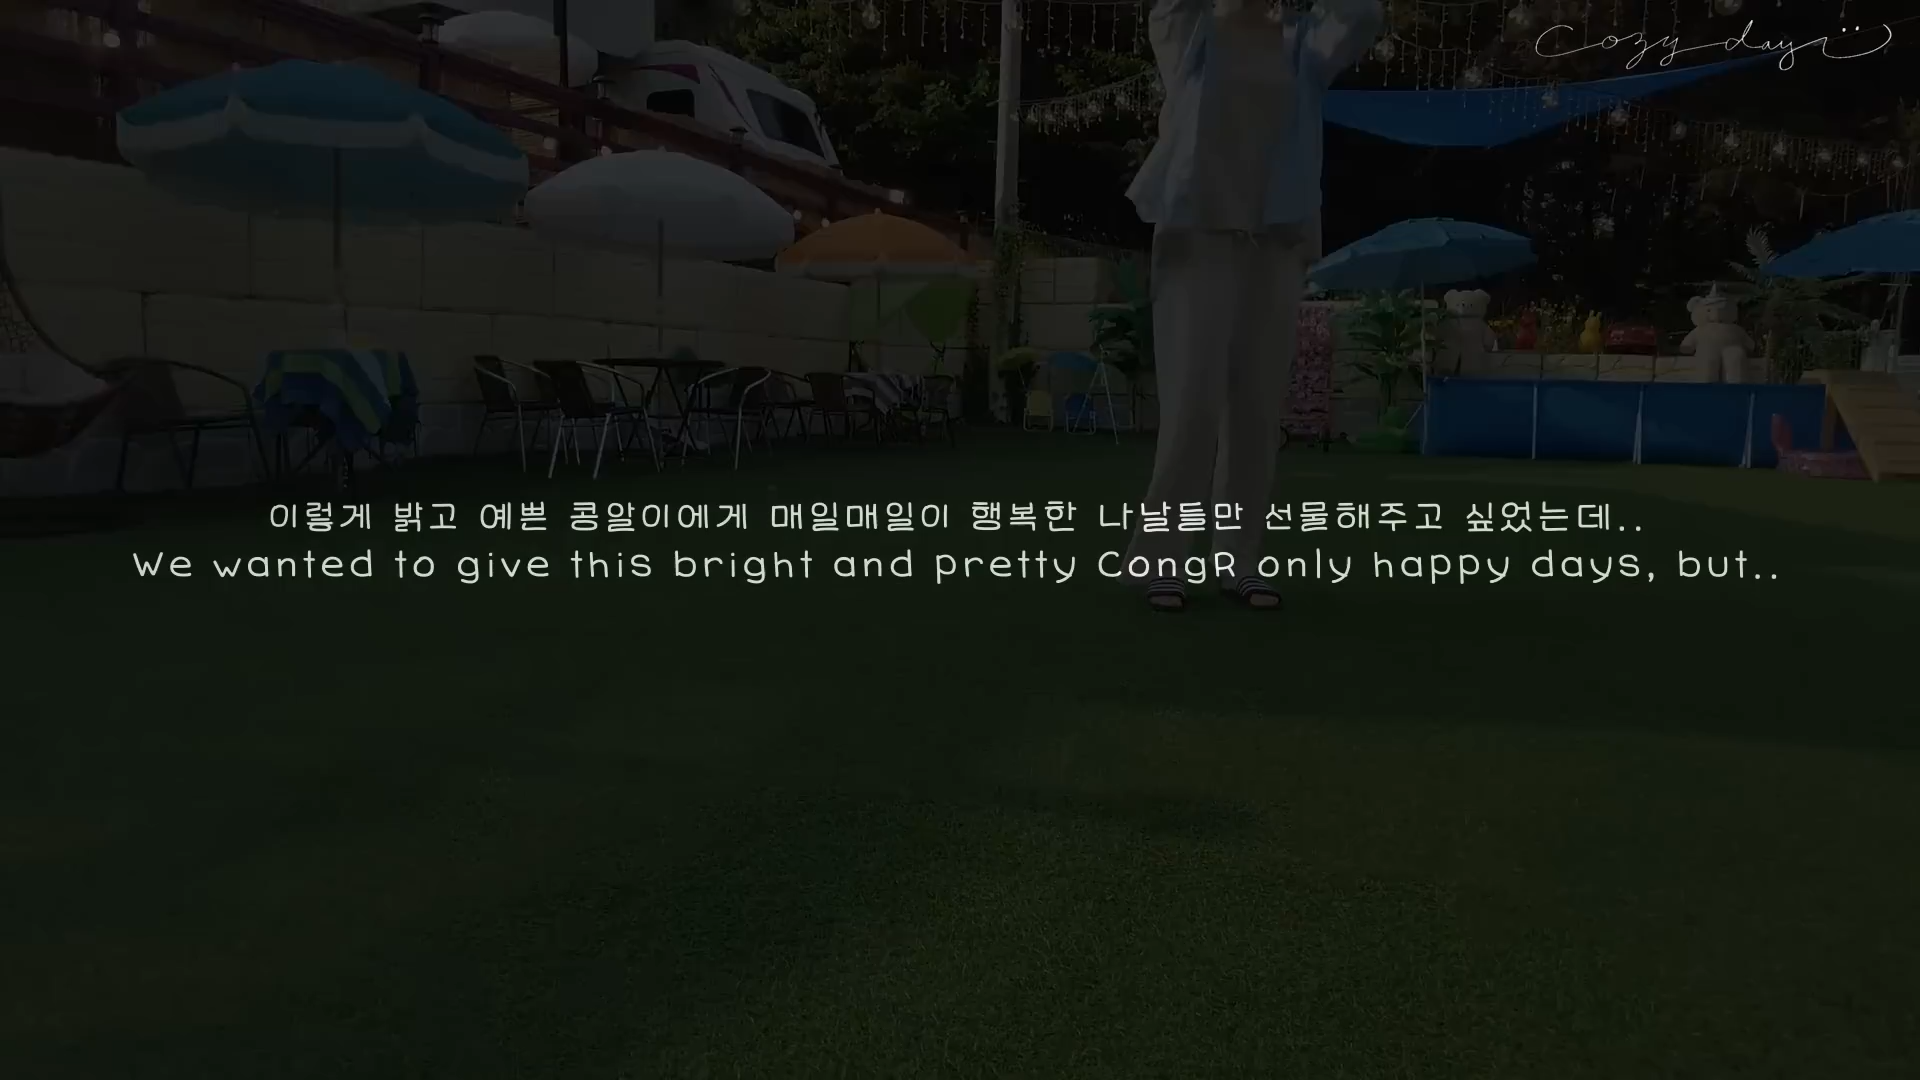 cozy day
이렇게 밝고 예쁜 콩알이에게 매일매일이 행복한 나날들만 선물해주고 싶었는데..
We wanted to give this bright and pretty CongR only happy days, but..